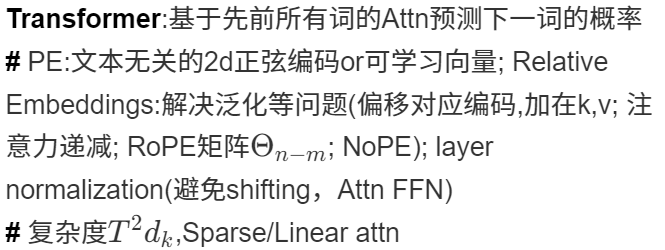 Transformer:基于先前所有词的Attn预测下一词的概率
# PE:文本无关的2d正弦编码or可学习向量; Relative
Embeddings:解决泛化等问题(偏移对应编码,加在k,v; 注
意力递减; RoPE矩阵Θₙ₋ₘ; NoPE); layer
normalization(避免shifting，Attn FFN)
# 复杂度T²dₖ,Sparse/Linear attn